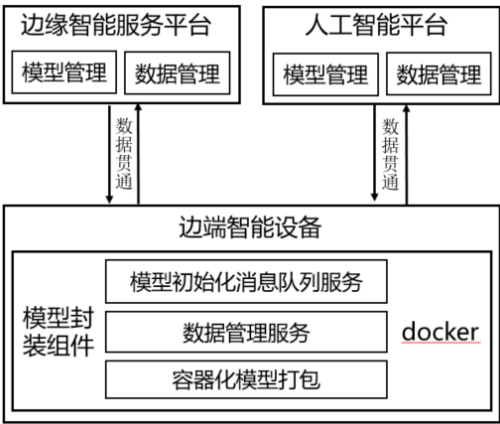 边缘智能服务平台
模型管理
数据管理
人工智能平台
模型管理
数据管理
数据贯通
数据贯通
边端智能设备
模型封
装组件
模型初始化消息队列服务
数据管理服务
容器化模型打包
docker